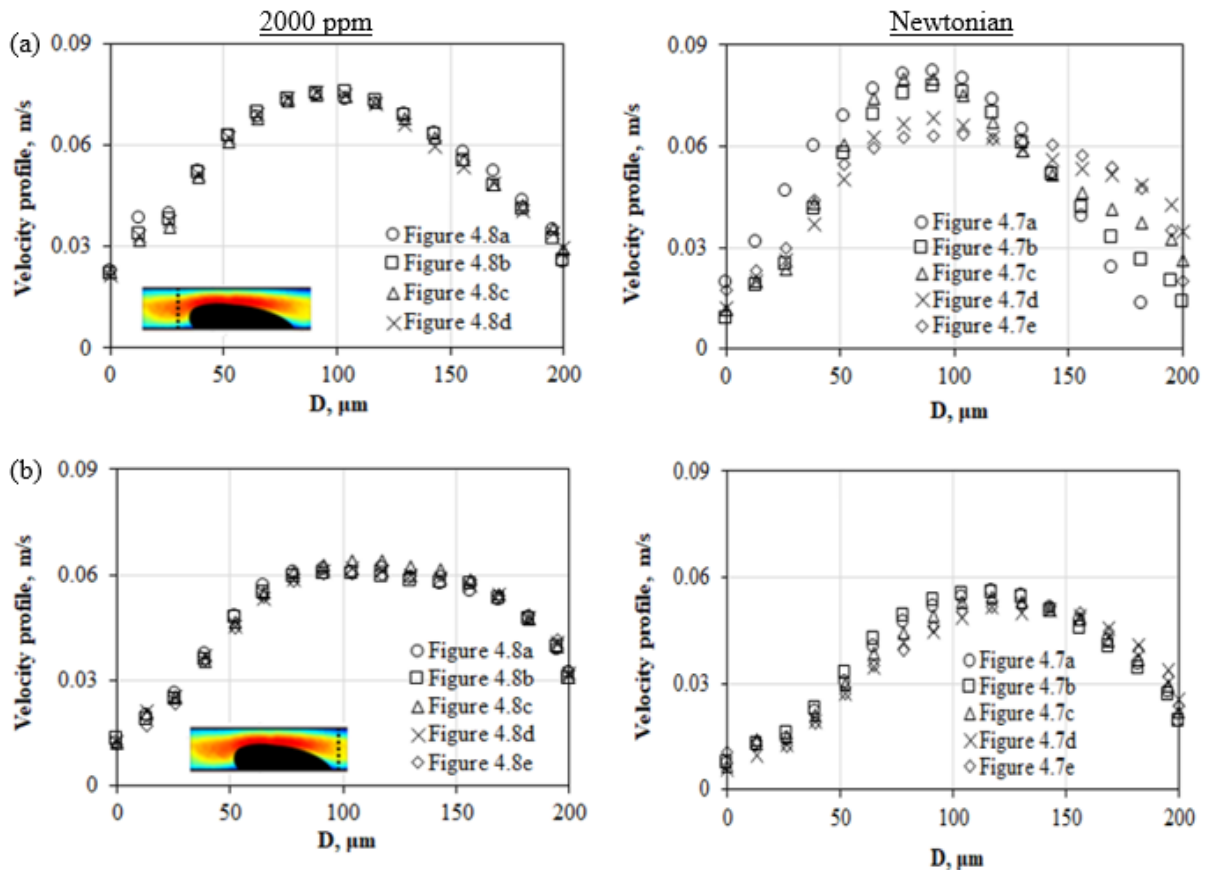 2000 ppm
Newtonian
(a)
Velocity profile, m/s
0.09
0.06
0.03
0
Figure 4.8a
Figure 4.8b
Figure 4.8c
Figure 4.8d
0
50
100
150
200
D, μm
Velocity profile, m/s
0.09
0.06
0.03
0
Figure 4.7a
Figure 4.7b
Figure 4.7c
Figure 4.7d
Figure 4.7e
0
50
100
150
200
D, μm
(b)
Velocity profile, m/s
0.09
0.06
0.03
0
Figure 4.8a
Figure 4.8b
Figure 4.8c
Figure 4.8d
Figure 4.8e
0
50
100
150
200
D, μm
Velocity profile, m/s
0.09
0.06
0.03
0
Figure 4.7a
Figure 4.7b
Figure 4.7c
Figure 4.7d
Figure 4.7e
0
50
100
150
200
D, μm